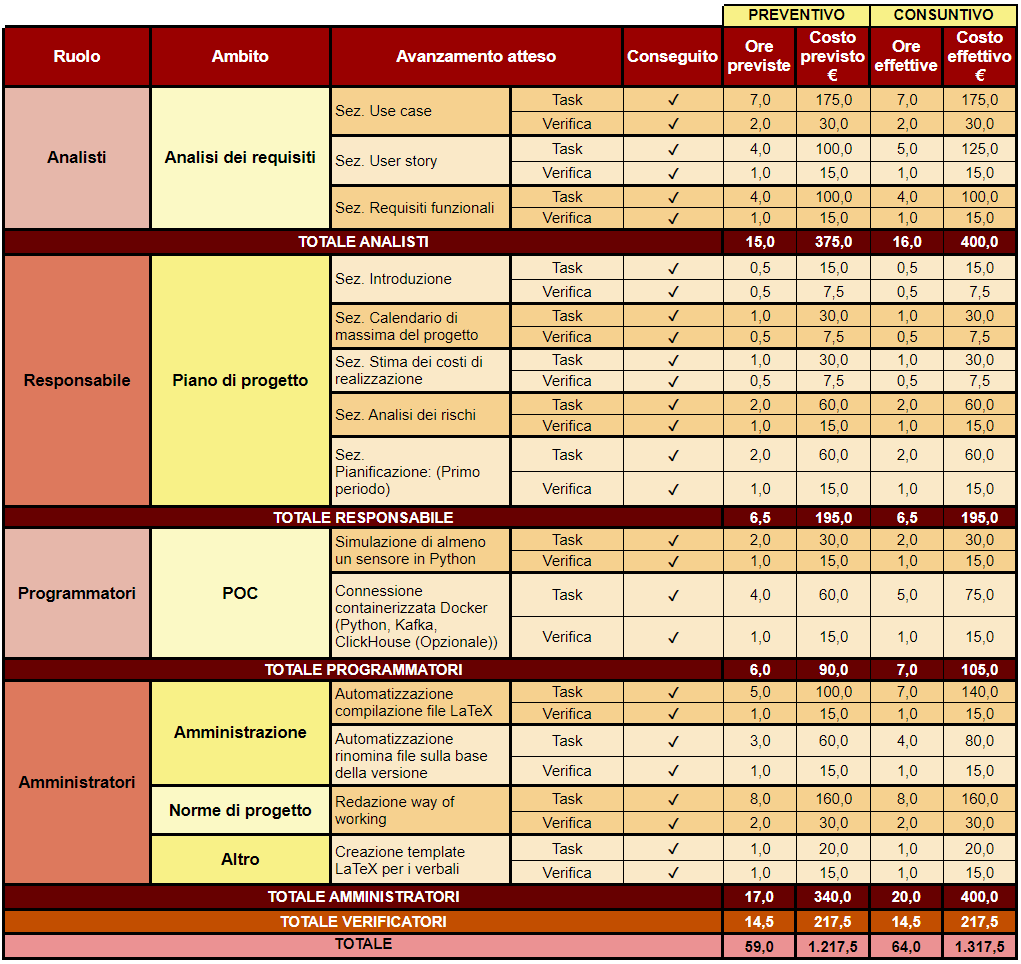 PREVENTIVO CONSUNTIVO
Ruolo Ambito Avanzamento atteso Conseguito Ore previste Costo previsto € Ore effettive Costo effettivo €
Analisti Analisi dei requisiti Sez. Use case Task ✓ 7,0 175,0 7,0 175,0
Verifica ✓ 2,0 30,0 2,0 30,0
Sez. User story Task ✓ 4,0 100,0 5,0 125,0
Verifica ✓ 1,0 15,0 1,0 15,0
Sez. Requisiti funzionali Task ✓ 4,0 100,0 4,0 100,0
Verifica ✓ 1,0 15,0 1,0 15,0
TOTALE ANALISTI 15,0 375,0 16,0 400,0
Responsabile Piano di progetto Sez. Introduzione Task ✓ 0,5 15,0 0,5 15,0
Verifica ✓ 0,5 7,5 0,5 7,5
Sez. Calendario di massima del progetto Task ✓ 1,0 30,0 1,0 30,0
Verifica ✓ 0,5 7,5 0,5 7,5
Sez. Stima dei costi di realizzazione Task ✓ 1,0 30,0 1,0 30,0
Verifica ✓ 0,5 7,5 0,5 7,5
Sez. Analisi dei rischi Task ✓ 2,0 60,0 2,0 60,0
Verifica ✓ 1,0 15,0 1,0 15,0
Sez. Pianificazione: (Primo periodo) Task ✓ 2,0 60,0 2,0 60,0
Verifica ✓ 1,0 15,0 1,0 15,0
TOTALE RESPONSABILE 6,5 195,0 6,5 195,0
Programmatori POC Simulazione di almeno un sensore in Python Task ✓ 2,0 30,0 2,0 30,0
Verifica ✓ 1,0 15,0 1,0 15,0
Connessione containerizzata Docker (Python, Kafka, ClickHouse (Opzionale)) Task ✓ 4,0 60,0 5,0 75,0
Verifica ✓ 1,0 15,0 1,0 15,0
TOTALE PROGRAMMATORI 6,0 90,0 7,0 105,0
Amministratori Amministrazione Automatizzazione compilazione file LaTeX Task ✓ 5,0 100,0 7,0 140,0
Verifica ✓ 1,0 15,0 1,0 15,0
Automatizzazione rinomina file sulla base della versione Task ✓ 3,0 60,0 4,0 80,0
Verifica ✓ 1,0 15,0 1,0 15,0
Norme di progetto Redazione way of working Task ✓ 8,0 160,0 8,0 160,0
Verifica ✓ 2,0 30,0 2,0 30,0
Altro Creazione template LaTeX per i verbali Task ✓ 1,0 20,0 1,0 20,0
Verifica ✓ 1,0 15,0 1,0 15,0
TOTALE AMMINISTRATORI 17,0 340,0 20,0 400,0
TOTALE VERIFICATORI 14,5 217,5 14,5 217,5
TOTALE 59,0 1.217,5 64,0 1.317,5